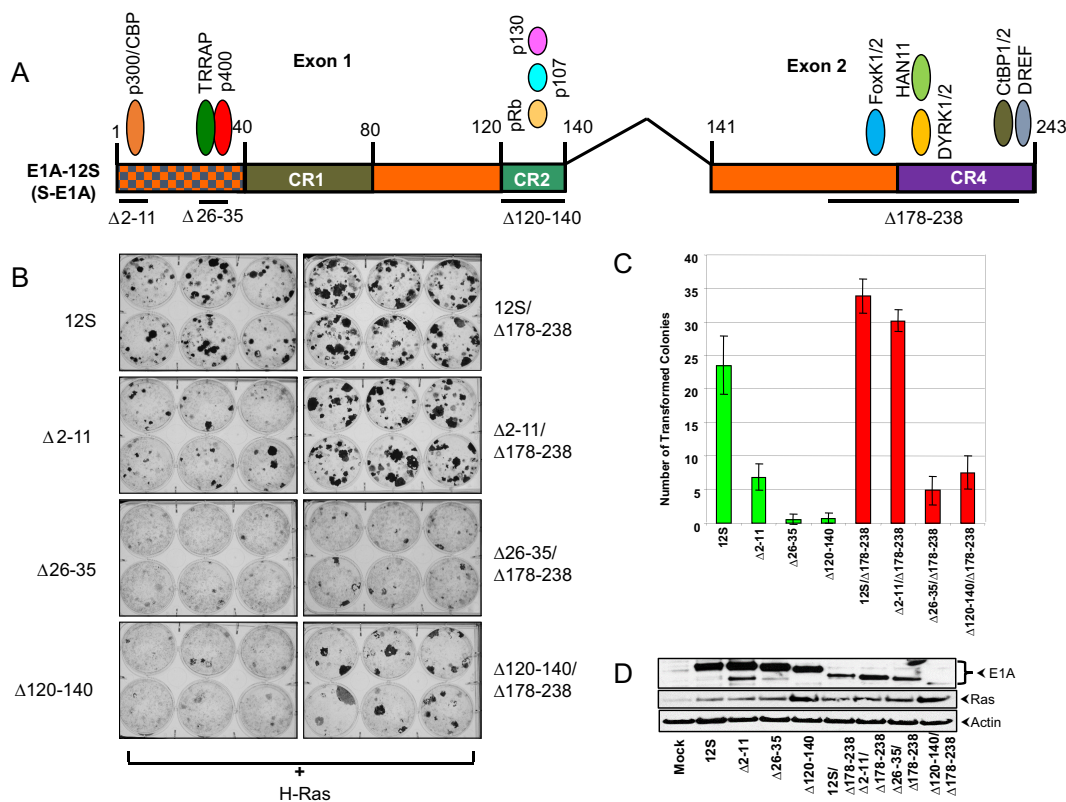 A
Exon 1
Exon 2
p300/CBP
TRRAP
p400
pRb
p130
p107
FoxK1/2
HAN11
DYRK1/2
CtBP1/2
DREF
1
40
80
120
140
141
243
E1A-12S
(S-E1A)
CR1
CR2
CR4
Δ2-11
Δ26-35
Δ120-140
Δ178-238
B
12S
12S/
Δ178-238
Δ2-11
Δ2-11/
Δ178-238
Δ26-35
Δ26-35/
Δ178-238
Δ120-140
Δ120-140/
Δ178-238
+
H-Ras
C
Number of Transformed Colonies
40
35
30
25
20
15
10
5
0
12S
Δ2-11
Δ26-35
Δ120-140
12S/Δ178-238
Δ2-11/Δ178-238
Δ26-35/Δ178-238
Δ120-140/Δ178-238
D
E1A
Ras
Actin
Mock
12S
Δ2-11
Δ26-35
Δ120-140
12S/
Δ178-238
Δ2-11/
Δ178-238
Δ26-35/
Δ178-238
Δ120-140/
Δ178-238